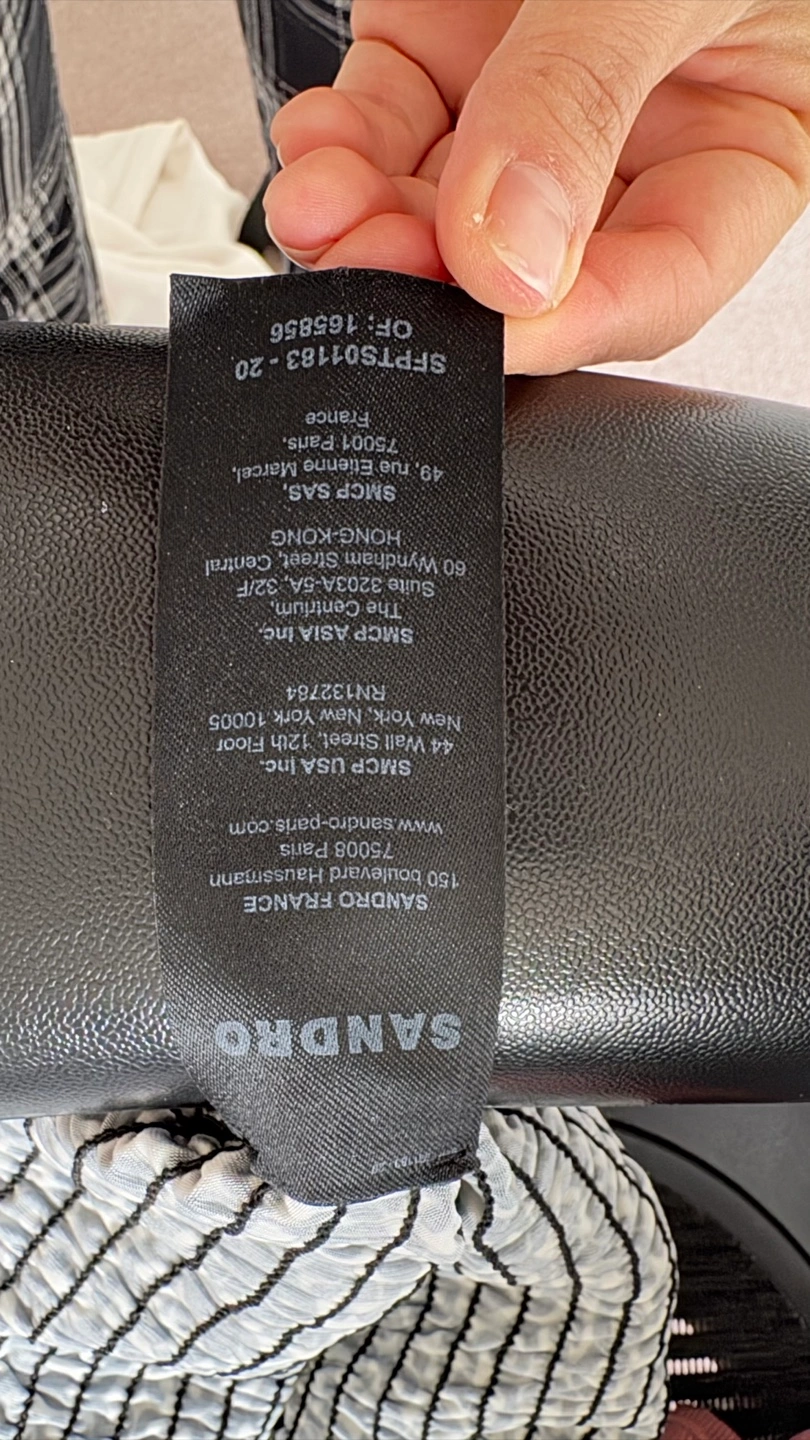 SANDRO
SANDRO FRANCE
150 boulevard Haussmann
75008 Paris
www.sandro-paris.com
SMCP USA Inc.
44 Wall Street, 12th Floor
New York, New York 10005
RN132784
SMCP ASIA Inc.
The Centrium,
Suite 3203A-5A, 32/F
60 Wyndham Street, Central
HONG-KONG
SMCP SAS,
49, rue Etienne Marcel,
75001 Paris.
France
SFPTS01183 - 20
OF: 165856